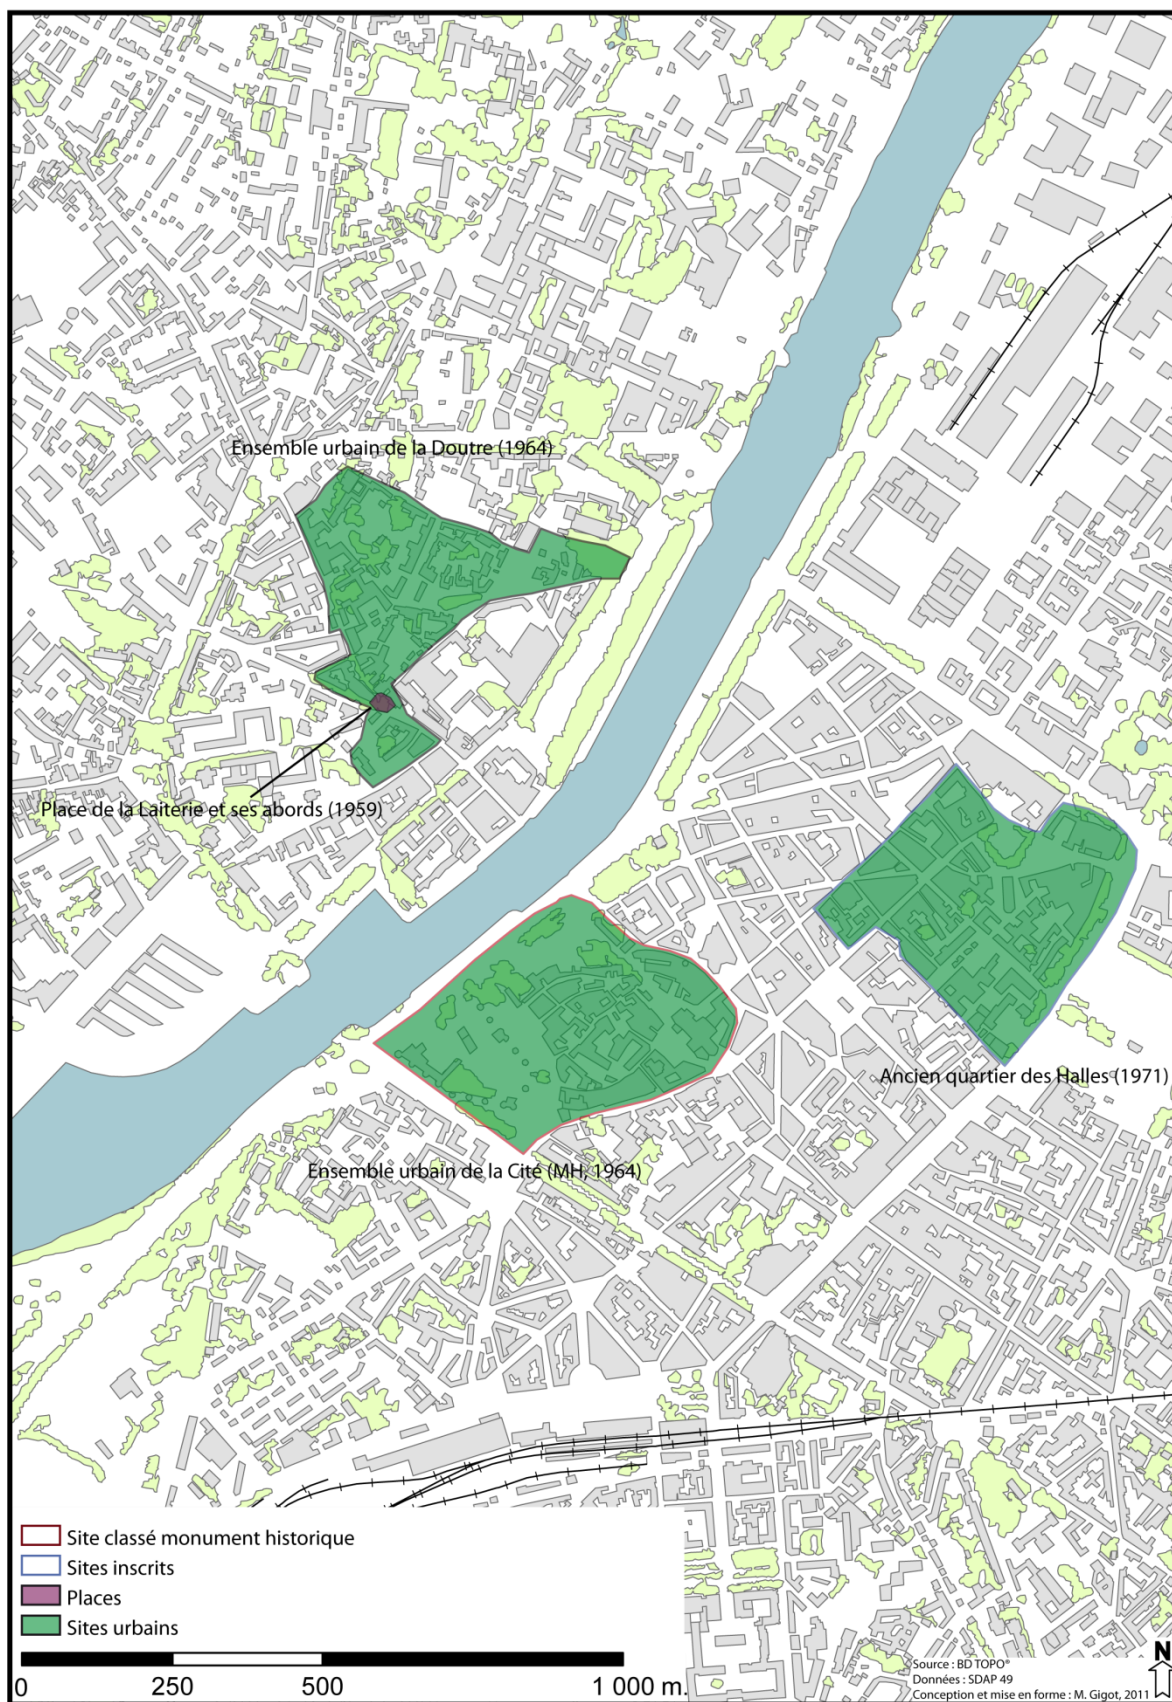 Ensemble urbain de la Doutre (1964)
Place de la Laiterie et ses abords (1959)
Ancien quartier des Halles (1971)
Ensemble urbain de la Cité (MH, 1964)
Site classé monument historique
Sites inscrits
Places
Sites urbains
0 250 500 1 000 m.
N
Source : BD TOPO®
Données : SDAP 49
Conception et mise en forme : M. Gigot, 2011